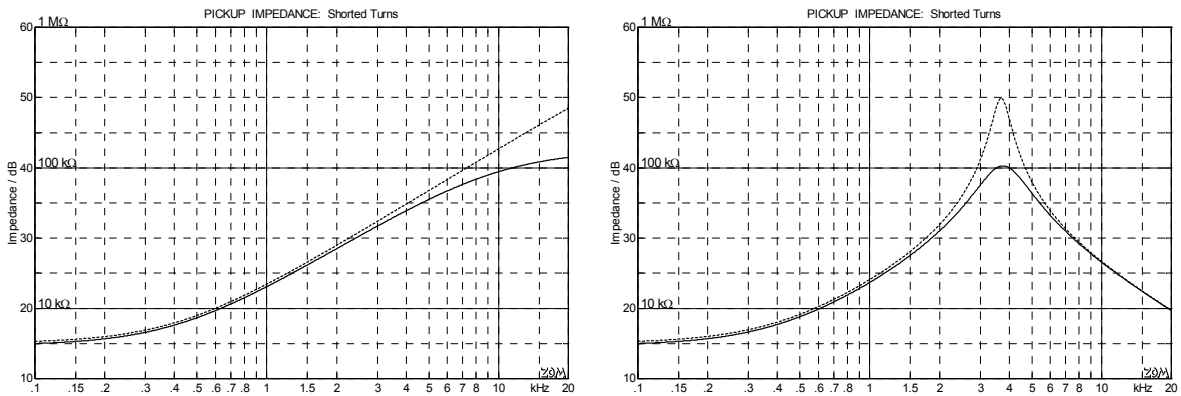 PICKUP IMPEDANCE: Shorted Turns
60
1 MΩ
50
100 kΩ
40
Impedance / dB
30
10 kΩ
20
10
.1 .15 .2 .3 .4 .5 .6 .7 .8 1 1.5 2 3 4 5 6 7 8 10 kHz 20
PICKUP IMPEDANCE: Shorted Turns
60
1 MΩ
50
100 kΩ
40
Impedance / dB
30
10 kΩ
20
10
.1 .15 .2 .3 .4 .5 .6 .7 .8 1 1.5 2 3 4 5 6 7 8 10 kHz 20